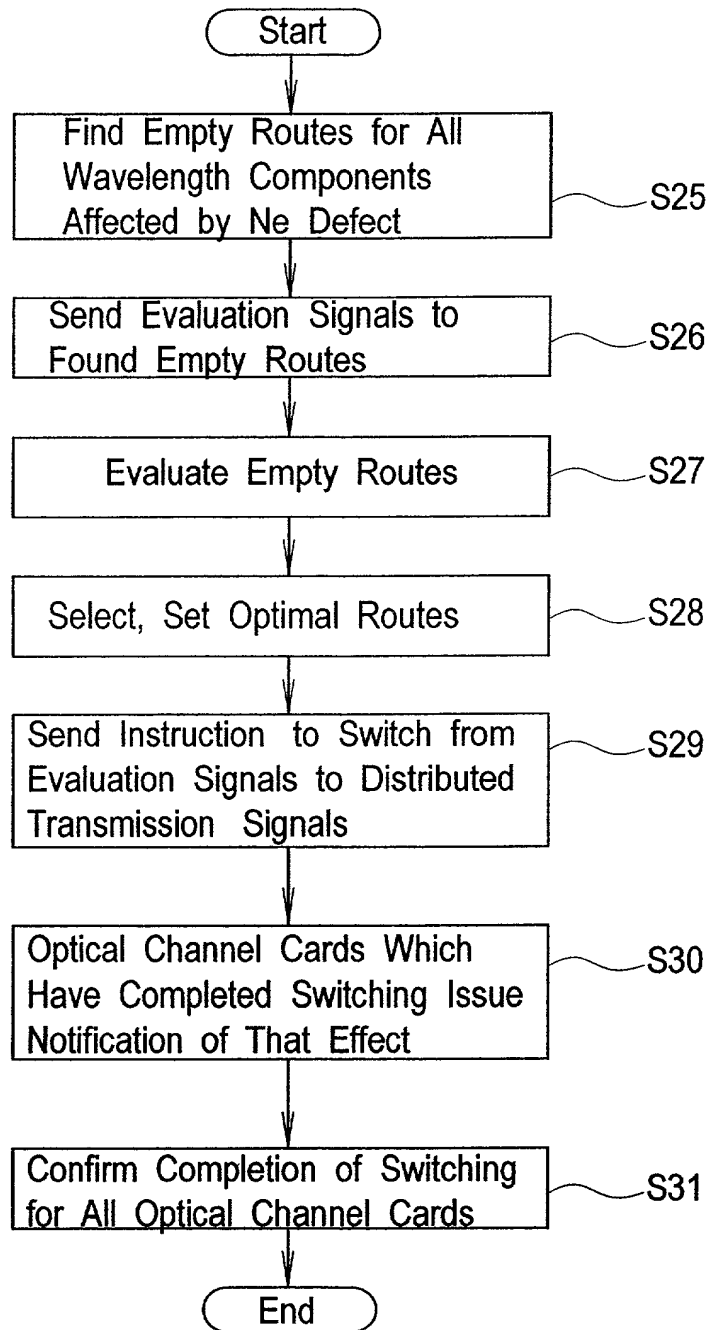 Start
Find Empty Routes for All
Wavelength Components
Affected by Ne Defect
S25
Send Evaluation Signals to
Found Empty Routes
S26
Evaluate Empty Routes
S27
Select, Set Optimal Routes
S28
Send Instruction to Switch from
Evaluation Signals to Distributed
Transmission Signals
S29
Optical Channel Cards Which
Have Completed Switching Issue
Notification of That Effect
S30
Confirm Completion of Switching
for All Optical Channel Cards
S31
End